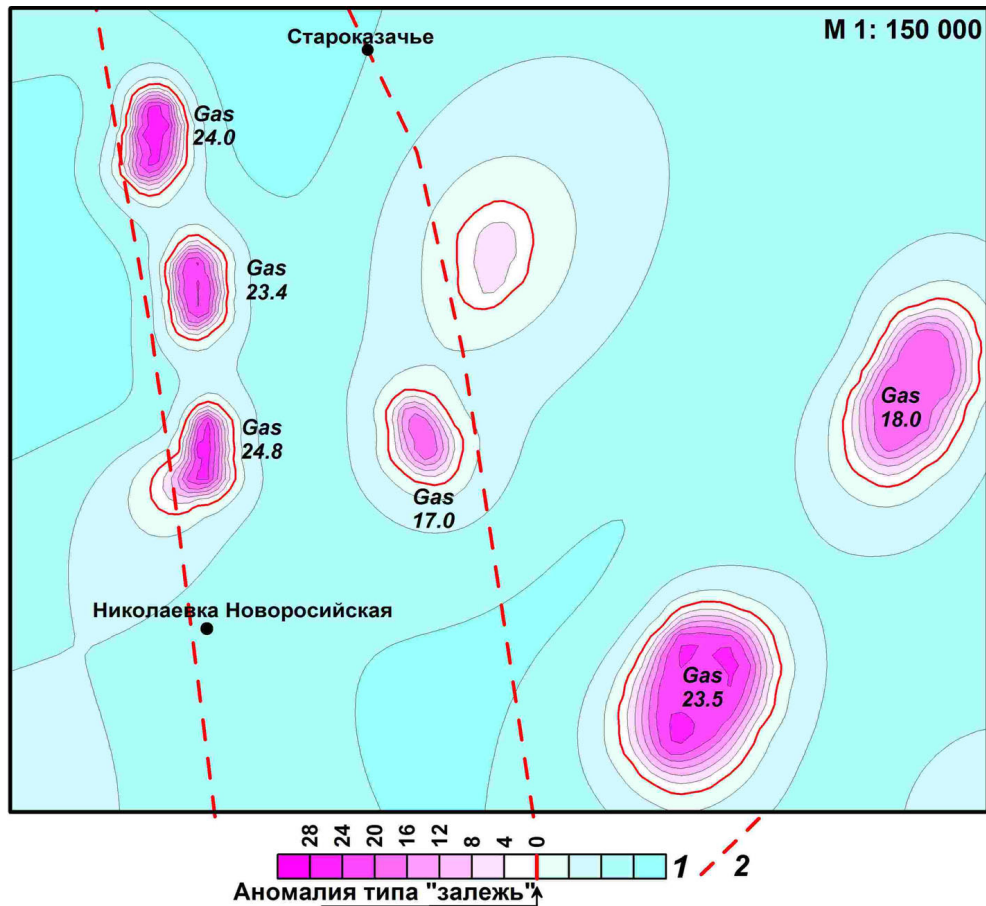 Староказачье
М 1: 150 000
Gas
24.0
Gas
23.4
Gas
18.0
Gas
24.8
Gas
17.0
Николаевка Новоросийская
Gas
23.5
28 24 20 16 12 8 4 0
1 2
Аномалия типа "залежь"